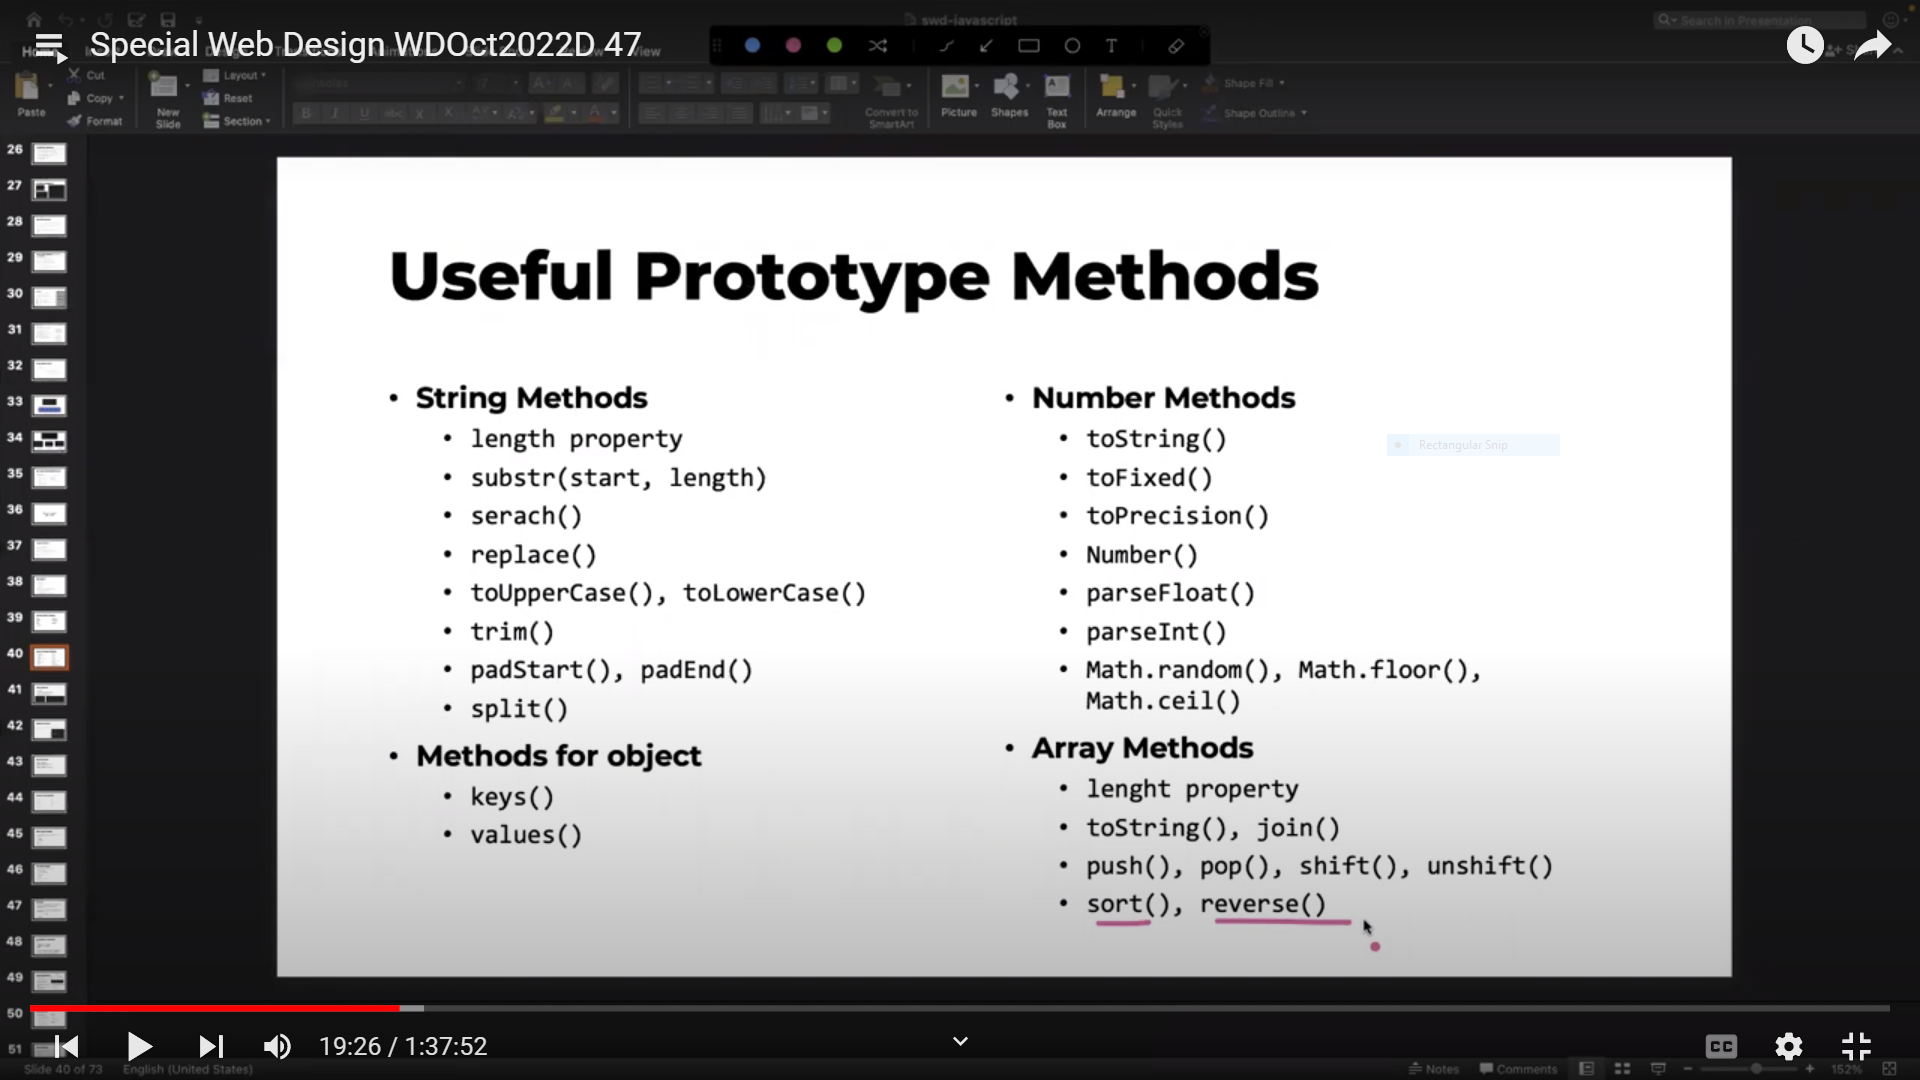 swd-javascript
Search in Presentation
Special Web Design WDOct2022D 47
View
Cut
Copy
Format
Paste
New Slide
Layout
Reset
Section
Convert to SmartArt
Picture
Shapes
Text Box
Arrange
Quick Styles
Shape Fill
Shape Outline
26
27
28
29
30
31
32
33
34
35
36
37
38
39
40
41
42
43
44
45
46
47
48
49
50
51
Useful Prototype Methods
• String Methods
• length property
• substr(start, length)
• serach()
• replace()
• toUpperCase(), toLowerCase()
• trim()
• padStart(), padEnd()
• split()
• Methods for object
• keys()
• values()
• Number Methods
• toString()
• toFixed()
• toPrecision()
• Number()
• parseFloat()
• parseInt()
• Math.random(), Math.floor(),
Math.ceil()
• Array Methods
• lenght property
• toString(), join()
• push(), pop(), shift(), unshift()
• sort(), reverse()
Rectangular Snip
19:26 / 1:37:52
CC
Slide 40 of 73
English (United States)
Notes
Comments
152%